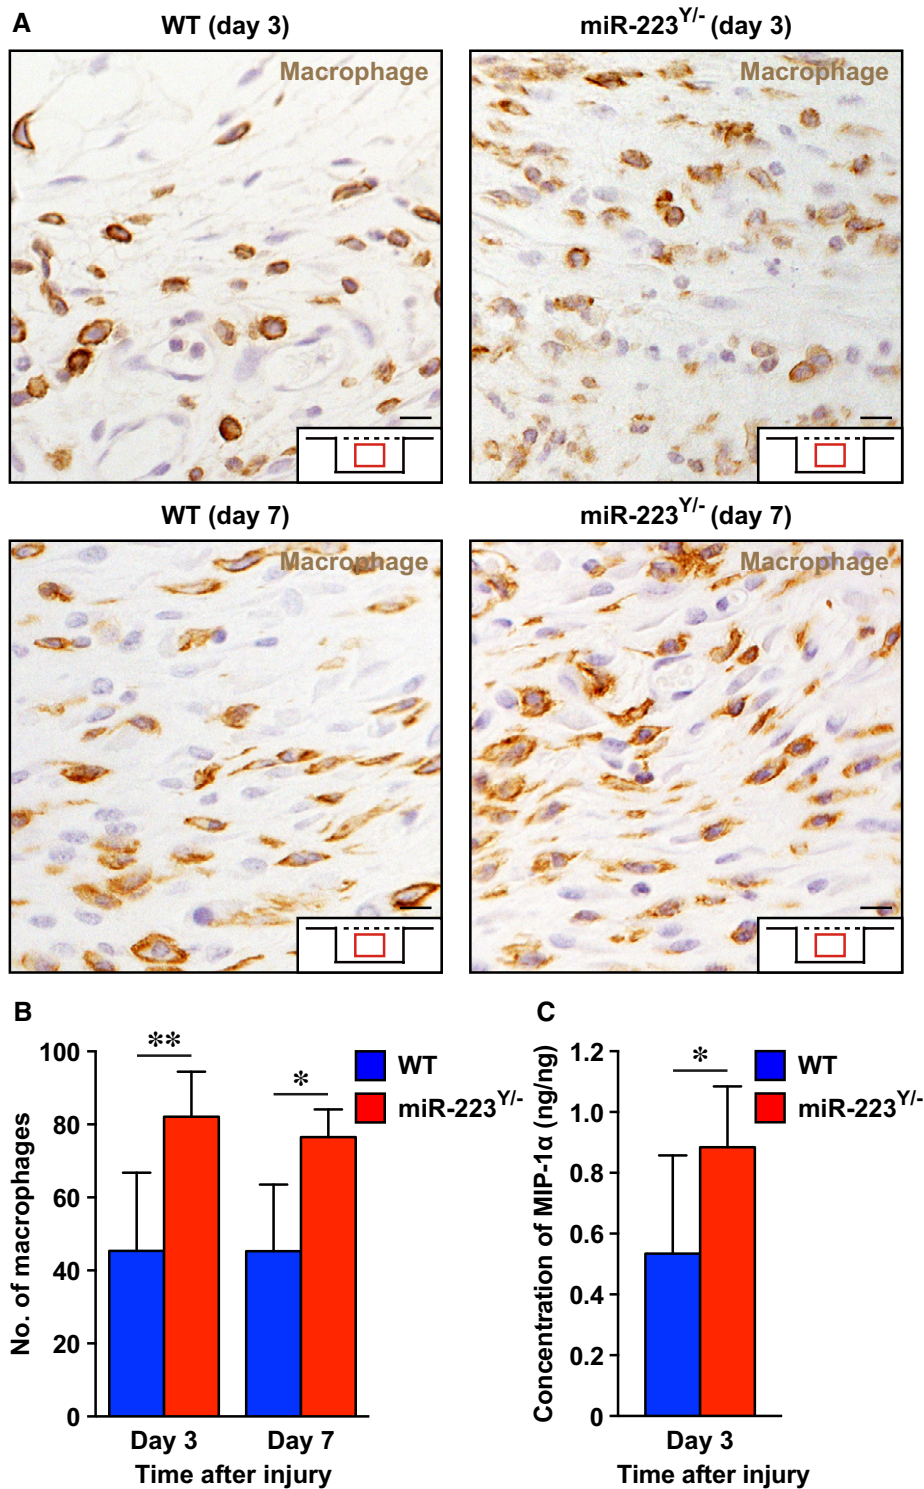 A
WT (day 3)
miR-223Y/- (day 3)
Macrophage
Macrophage
WT (day 7)
miR-223Y/- (day 7)
Macrophage
Macrophage
B
No. of macrophages
100
80
60
40
20
0
**
*
WT
miR-223Y/-
Day 3
Day 7
Time after injury
C
Concentration of MIP-1α (ng/ng)
1.2
1.0
0.8
0.6
0.4
0.2
0
*
WT
miR-223Y/-
Day 3
Time after injury